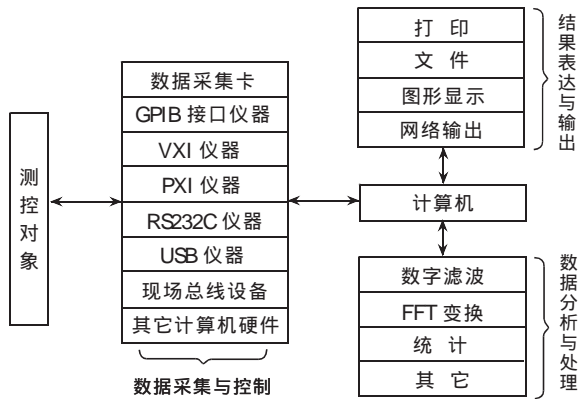 测控对象
数据采集卡
GPIB 接口仪器
VXI 仪器
PXI 仪器
RS232C 仪器
USB 仪器
现场总线设备
其它计算机硬件
数据采集与控制
打 印
文 件
图形显示
网络输出
结果表达与输出
计算机
数字滤波
FFT 变换
统 计
其 它
数据分析与处理